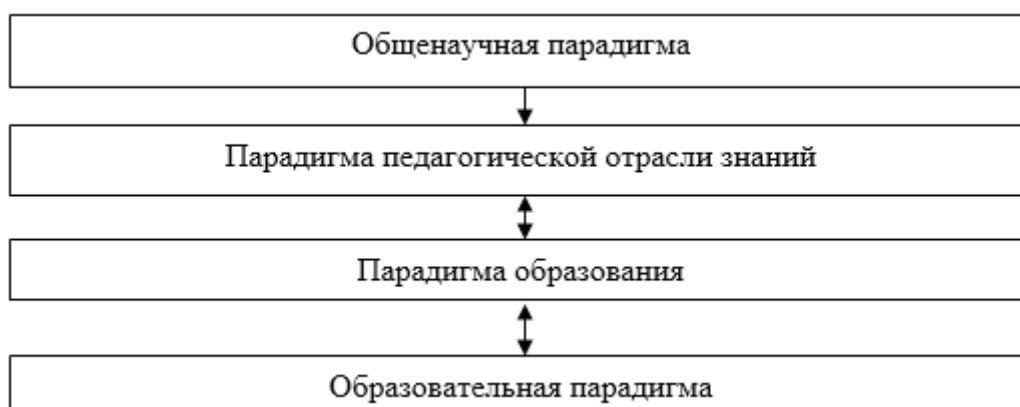 Общенаучная парадигма
Парадигма педагогической отрасли знаний
Парадигма образования
Образовательная парадигма